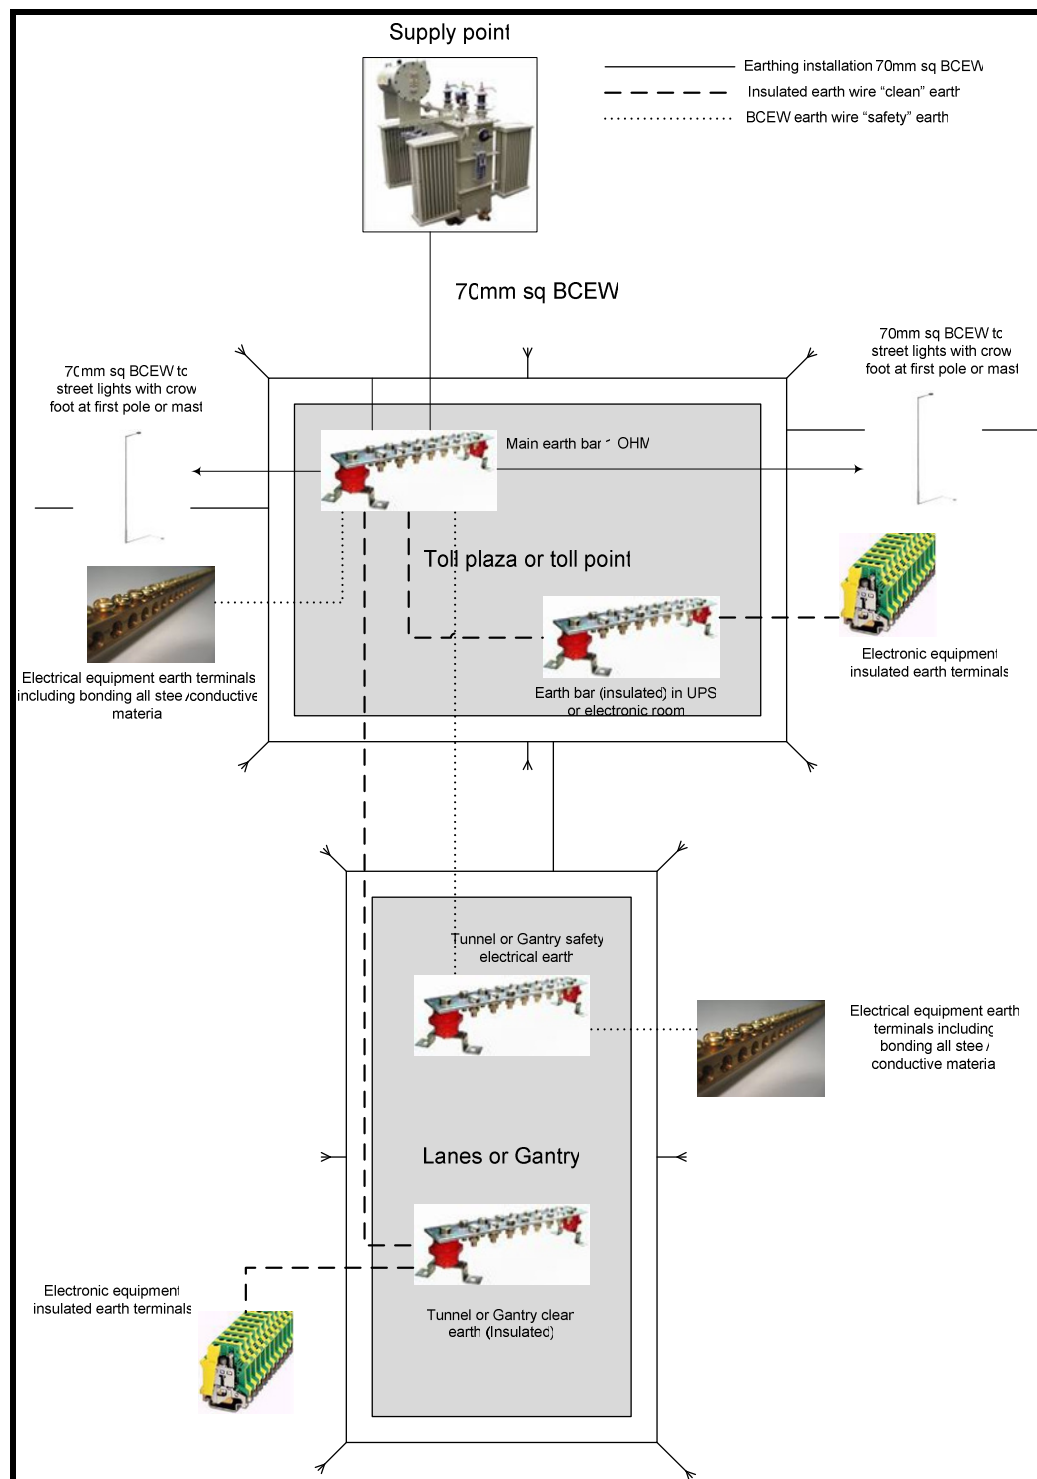 Supply point
Earthing installation 70mm sq BCEW
Insulated earth wire “clean” earth
BCEW earth wire “safety” earth
70mm sq BCEW
70mm sq BCEW to
street lights with crow
foot at first pole or mast
70mm sq BCEW to
street lights with crow
foot at first pole or mast
Main earth bar 1 OHM
Toll plaza or toll point
Electrical equipment earth terminals
including bonding all steel/conductive
material
Earth bar (insulated) in UPS
or electronic room
Electronic equipment
insulated earth terminals
Tunnel or Gantry safety
electrical earth
Electrical equipment earth
terminals including
bonding all steel/
conductive material
Lanes or Gantry
Electronic equipment
insulated earth terminals
Tunnel or Gantry clean
earth (Insulated)